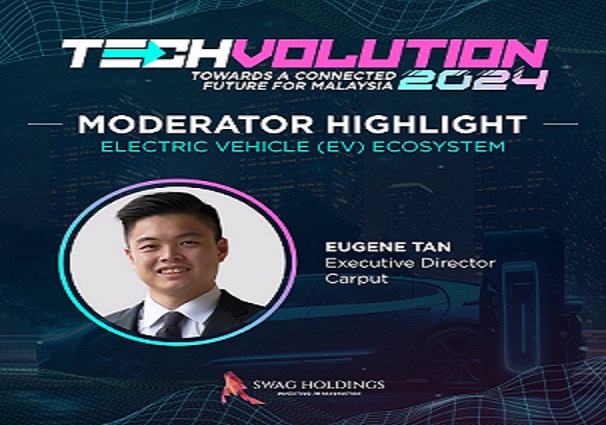 TECHVOLUTION
TOWARDS A CONNECTED
FUTURE FOR MALAYSIA 2024
MODERATOR HIGHLIGHT
ELECTRIC VEHICLE (EV) ECOSYSTEM
EUGENE TAN
Executive Director
Carput
SWAG HOLDINGS